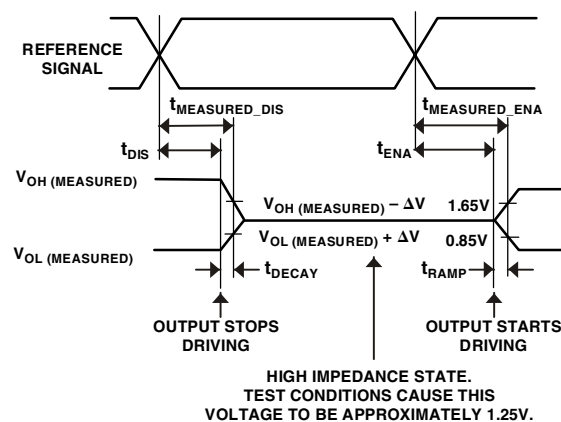 REFERENCE
SIGNAL
tMEASURED_DIS
tMEASURED_ENA
tDIS
tENA
VOH (MEASURED)
VOH (MEASURED) – ΔV
1.65V
VOL (MEASURED) + ΔV
0.85V
VOL (MEASURED)
tDECAY
tRAMP
OUTPUT STOPS
DRIVING
OUTPUT STARTS
DRIVING
HIGH IMPEDANCE STATE.
TEST CONDITIONS CAUSE THIS
VOLTAGE TO BE APPROXIMATELY 1.25V.